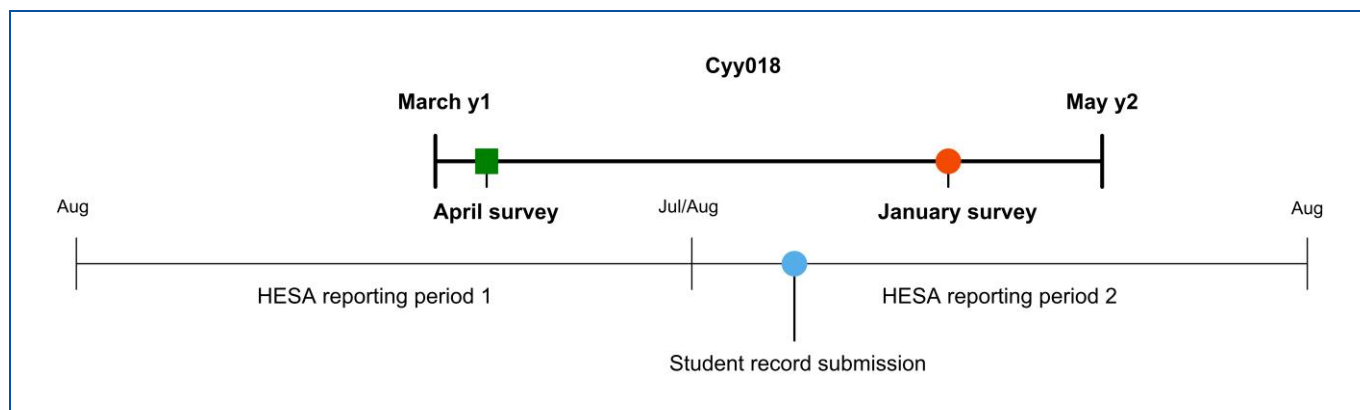 Cyy018
March y1
May y2
April survey
January survey
Aug
Jul/Aug
Aug
HESA reporting period 1
HESA reporting period 2
Student record submission